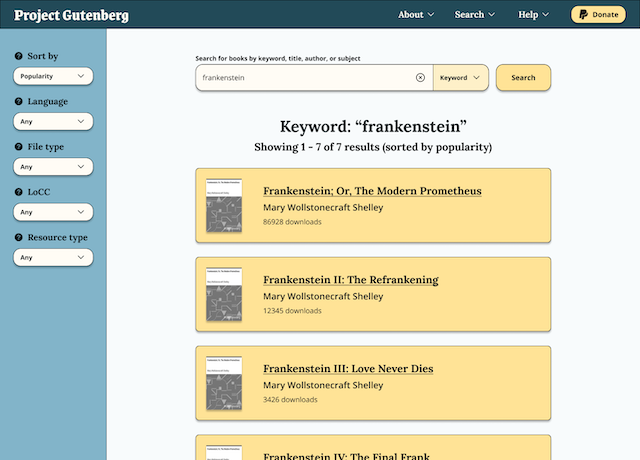 Project Gutenberg
About
Search
Help
Donate
Sort by
Popularity
Language
Any
File type
Any
LoCC
Any
Resource type
Any
Search for books by keyword, title, author, or subject
frankenstein
Keyword
Search
Keyword: “frankenstein”
Showing 1 - 7 of 7 results (sorted by popularity)
Frankenstein; Or, The Modern Prometheus
Mary Wollstonecraft Shelley
86928 downloads
Frankenstein II: The Refrankening
Mary Wollstonecraft Shelley
12345 downloads
Frankenstein III: Love Never Dies
Mary Wollstonecraft Shelley
3426 downloads
Frankenstein IV: The Final Frank